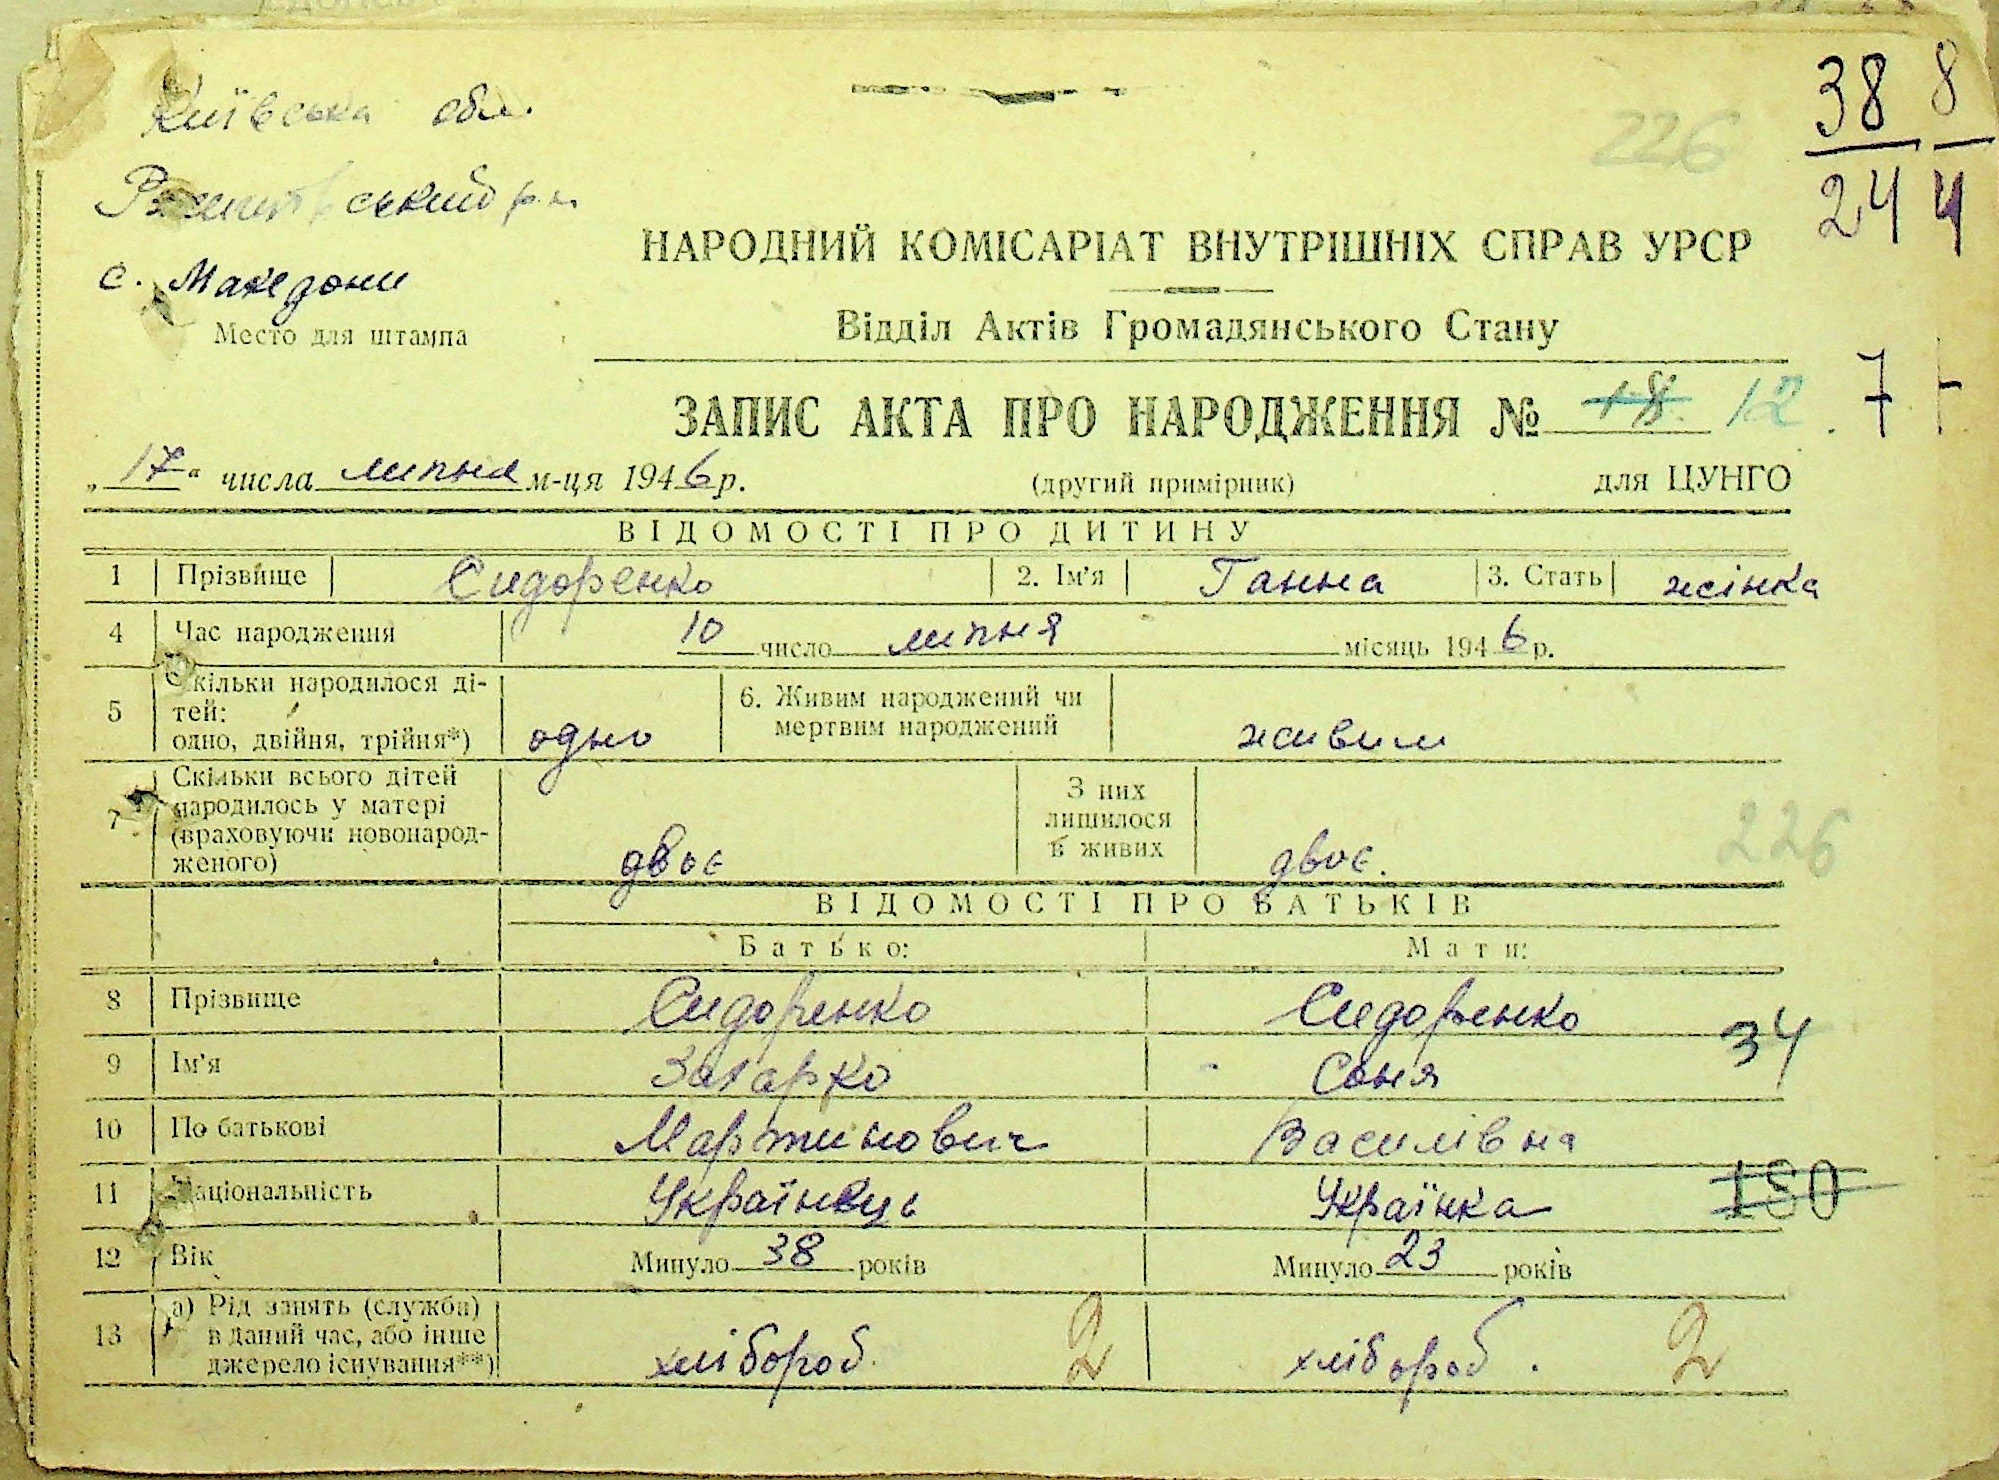 Київська обл.
ський р-н.
с. Македони
Место для штампа
226
38 8
24 4
НАРОДНИЙ КОМІСАРІАТ ВНУТРІШНІХ СПРАВ УРСР
Відділ Актів Громадянського Стану
ЗАПИС АКТА ПРО НАРОДЖЕННЯ № 18 12. 7
„17“ числа липня м-ця 1946 р. (другий примірник) для ЦУНГО
ВІДОМОСТІ ПРО ДИТИНУ
1 Прізвище Сидоренко 2. Ім'я Ганна 3. Стать жінка
4 Час народження 10 число липня місяць 1946 р.
5 Скільки народилося ді-
тей:
одно, двійня, трійня*) одно 6. Живим народжений чи
мертвим народжений живим
7 Скільки всього дітей
народилось у матері
(враховуючи новонарод-
женого) двоє З них
лишилося
в живих двоє.
226
ВІДОМОСТІ ПРО БАТЬКІВ
Батько: Мати:
8 Прізвище Сидоренко Сидоренко
34
9 Ім'я Захарко Соня
10 По батькові Мартинович Василівна
11 Національність Українець Українка 180
12 Вік Минуло 38 років Минуло 23 років
13 а) Рід занять (служба)
в даний час, або інше
джерело існування**) хлібороб. 2 хлібороб. 2